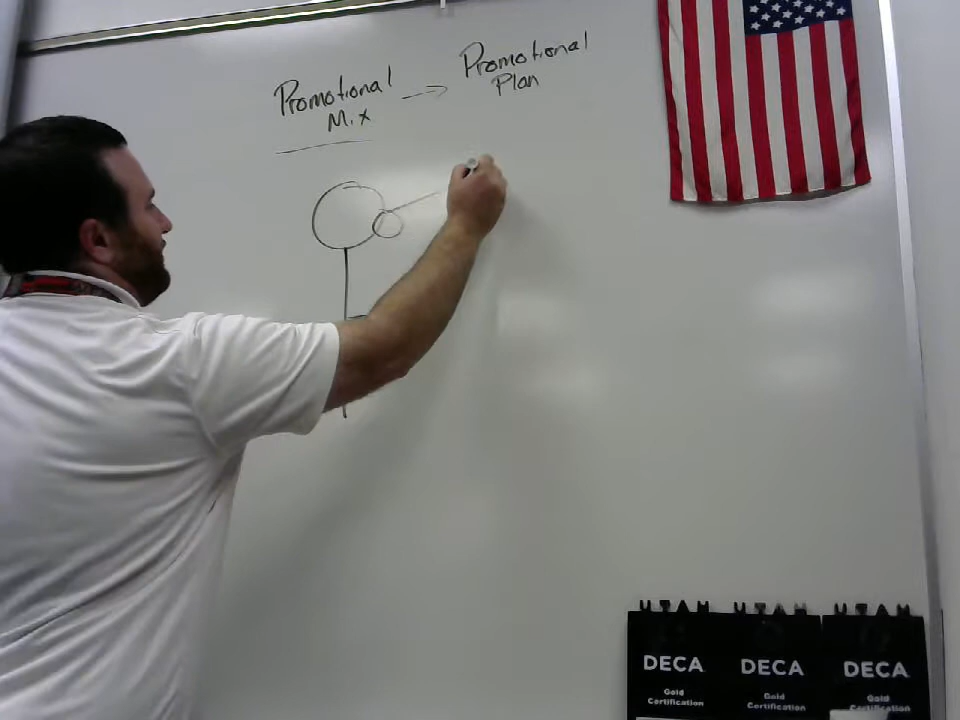 Promotional
Mix
Promotional
Plan
UTAH UTAH UTAH
DECA DECA DECA
Gold Gold Gold
Certification Certification Certification